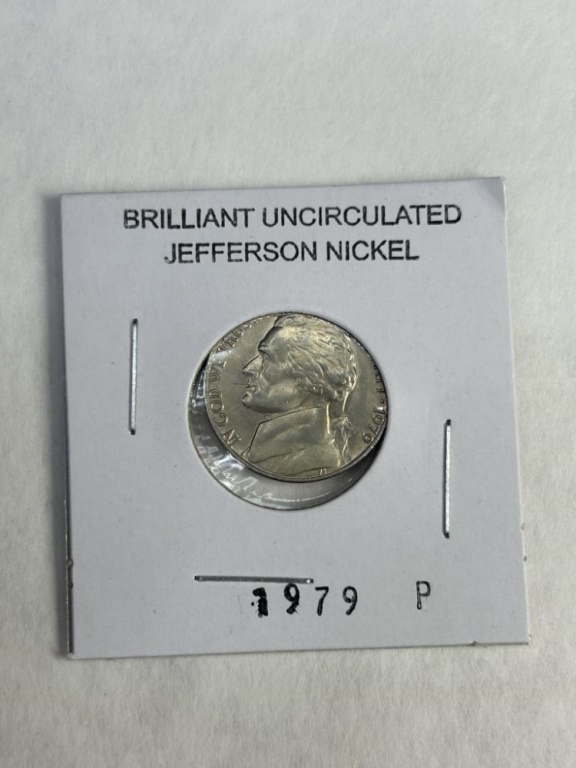 BRILLIANT UNCIRCULATED
JEFFERSON NICKEL
IN GOD WE TRUST
1979
1979 P